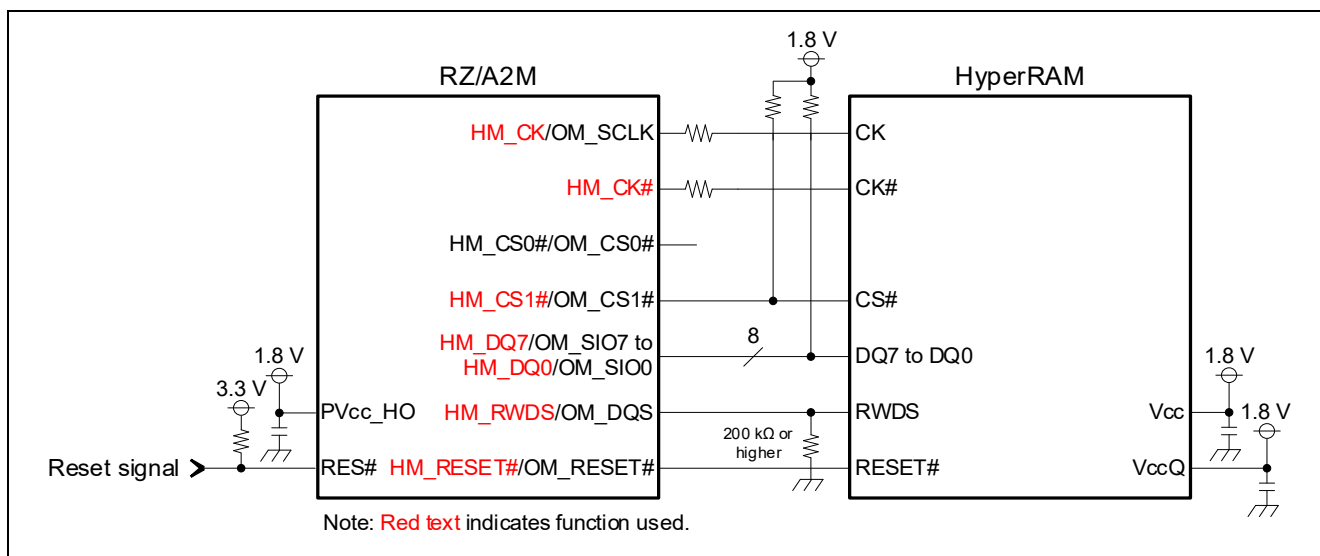 1.8 V
RZ/A2M
HyperRAM
HM_CK/OM_SCLK
CK
HM_CK#
CK#
HM_CS0#/OM_CS0#
HM_CS1#/OM_CS1#
CS#
HM_DQ7/OM_SIO7 to
HM_DQ0/OM_SIO0
8
DQ7 to DQ0
1.8 V
3.3 V
PVcc_HO
HM_RWDS/OM_DQS
RWDS
200 kΩ or
higher
Vcc
1.8 V
1.8 V
Reset signal
RES#
HM_RESET#/OM_RESET#
RESET#
VccQ
Note: Red text indicates function used.